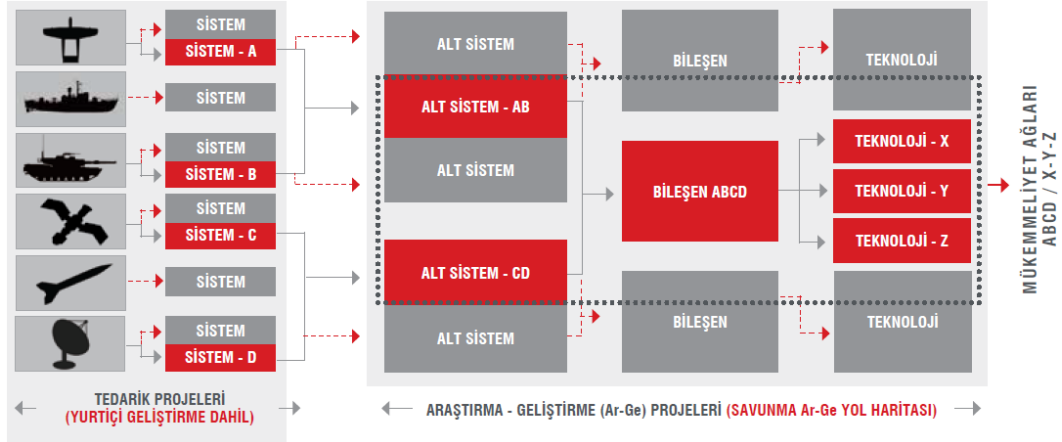 SİSTEM
SİSTEM - A
SİSTEM
SİSTEM
SİSTEM - B
SİSTEM
SİSTEM - C
SİSTEM
SİSTEM
SİSTEM - D
TEDARİK PROJELERİ
(YURTİÇİ GELİŞTİRME DAHİL)
ALT SİSTEM
ALT SİSTEM - AB
ALT SİSTEM
ALT SİSTEM - CD
ALT SİSTEM
BİLEŞEN
BİLEŞEN ABCD
BİLEŞEN
TEKNOLOJİ
TEKNOLOJİ - X
TEKNOLOJİ - Y
TEKNOLOJİ - Z
TEKNOLOJİ
ARAŞTIRMA - GELİŞTİRME (Ar-Ge) PROJELERİ (SAVUNMA Ar-Ge YOL HARİTASI)
MÜKEMMELİYET AĞLARI
ABCD / X-Y-Z